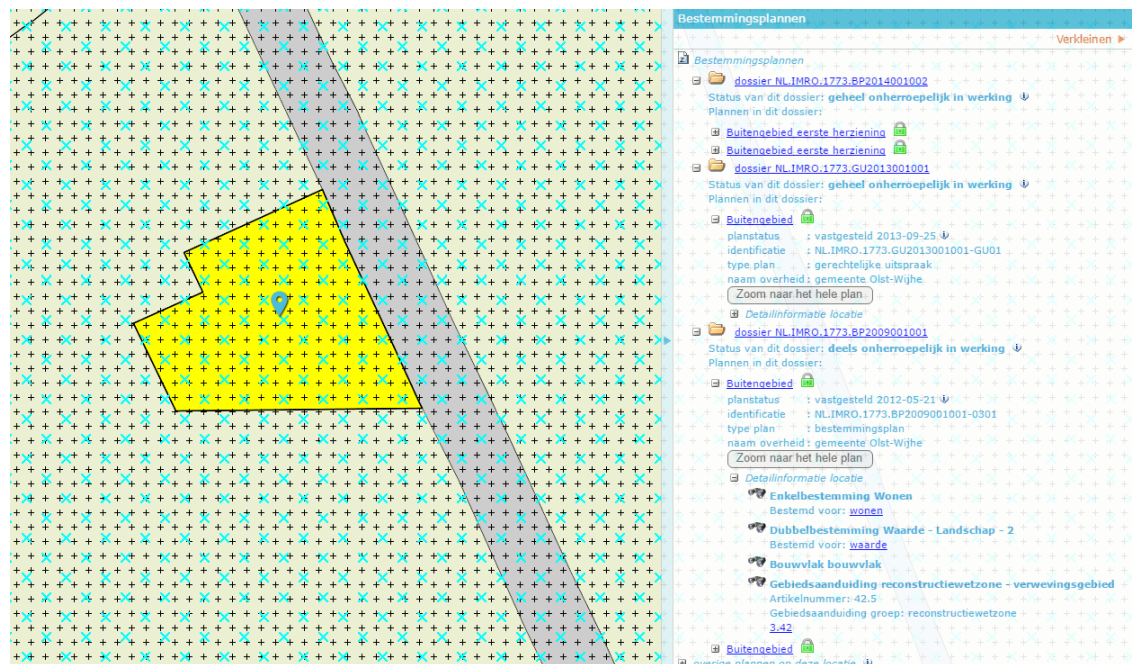 Bestemmingsplannen
Verkleinen
Bestemmingsplannen
dossier NL.IMRO.1773.BP2014001002
Status van dit dossier: geheel onherroepelijk in werking
Plannen in dit dossier:
Buitengebied eerste herziening
Buitengebied eerste herziening
dossier NL.IMRO.1773.GU2013001001
Status van dit dossier: geheel onherroepelijk in werking
Plannen in dit dossier:
Buitengebied
planstatus : vastgesteld 2013-09-25
identificatie : NL.IMRO.1773.GU2013001001-GU01
type plan : gerechtelijke uitspraak
naam overheid : gemeente Olst-Wijhe
Zoom naar het hele plan
Detailinformatie locatie
dossier NL.IMRO.1773.BP2009001001
Status van dit dossier: deels onherroepelijk in werking
Plannen in dit dossier:
Buitengebied
planstatus : vastgesteld 2012-05-21
identificatie : NL.IMRO.1773.BP2009001001-0301
type plan : bestemmingsplan
naam overheid : gemeente Olst-Wijhe
Zoom naar het hele plan
Detailinformatie locatie
Enkelbestemming Wonen
Bestemd voor: wonen
Dubbelbestemming Waarde - Landschap - 2
Bestemd voor: waarde
Bouwvlak bouwvlak
Gebiedsaanduiding reconstructiewetzone - verwevingsgebied
Artikelnummer: 42.5
Gebiedsaanduiding groep: reconstructiewetzone
3.42
Buitengebied
overige plannen op deze locatie